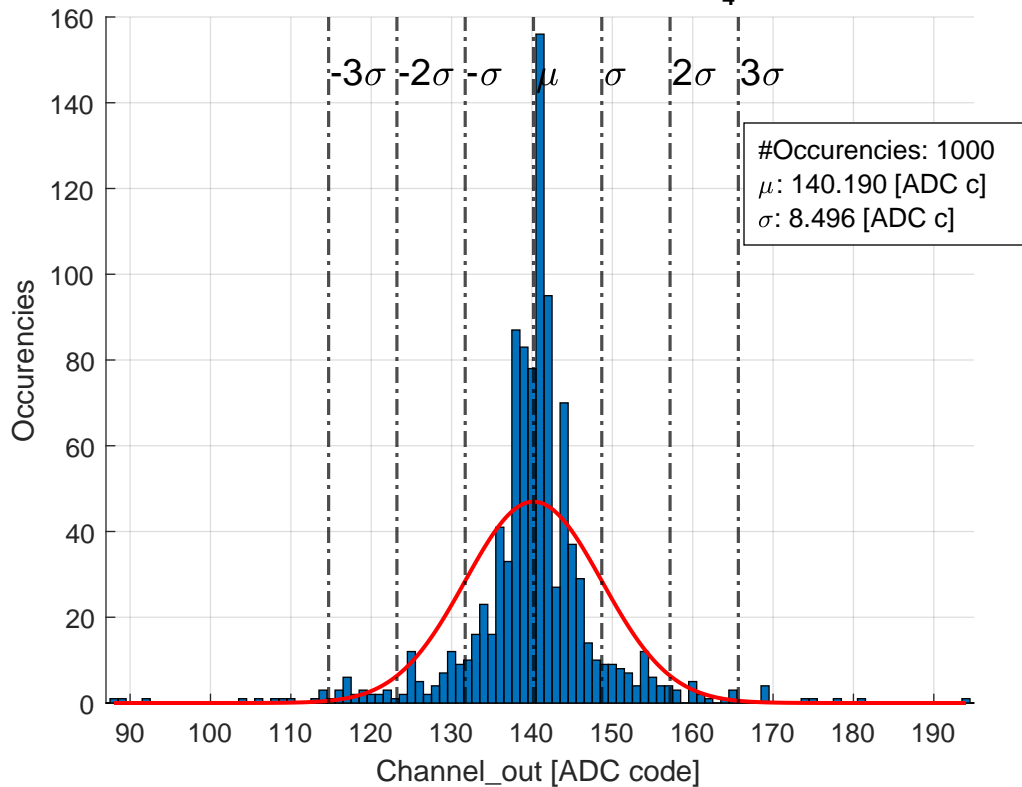 4
160
140
120
100
80
60
40
20
0
-3σ -2σ -σ μ σ 2σ 3σ
#Occurencies: 1000
μ: 140.190 [ADC c]
σ: 8.496 [ADC c]
Occurencies
90 100 110 120 130 140 150 160 170 180 190
Channel_out [ADC code]